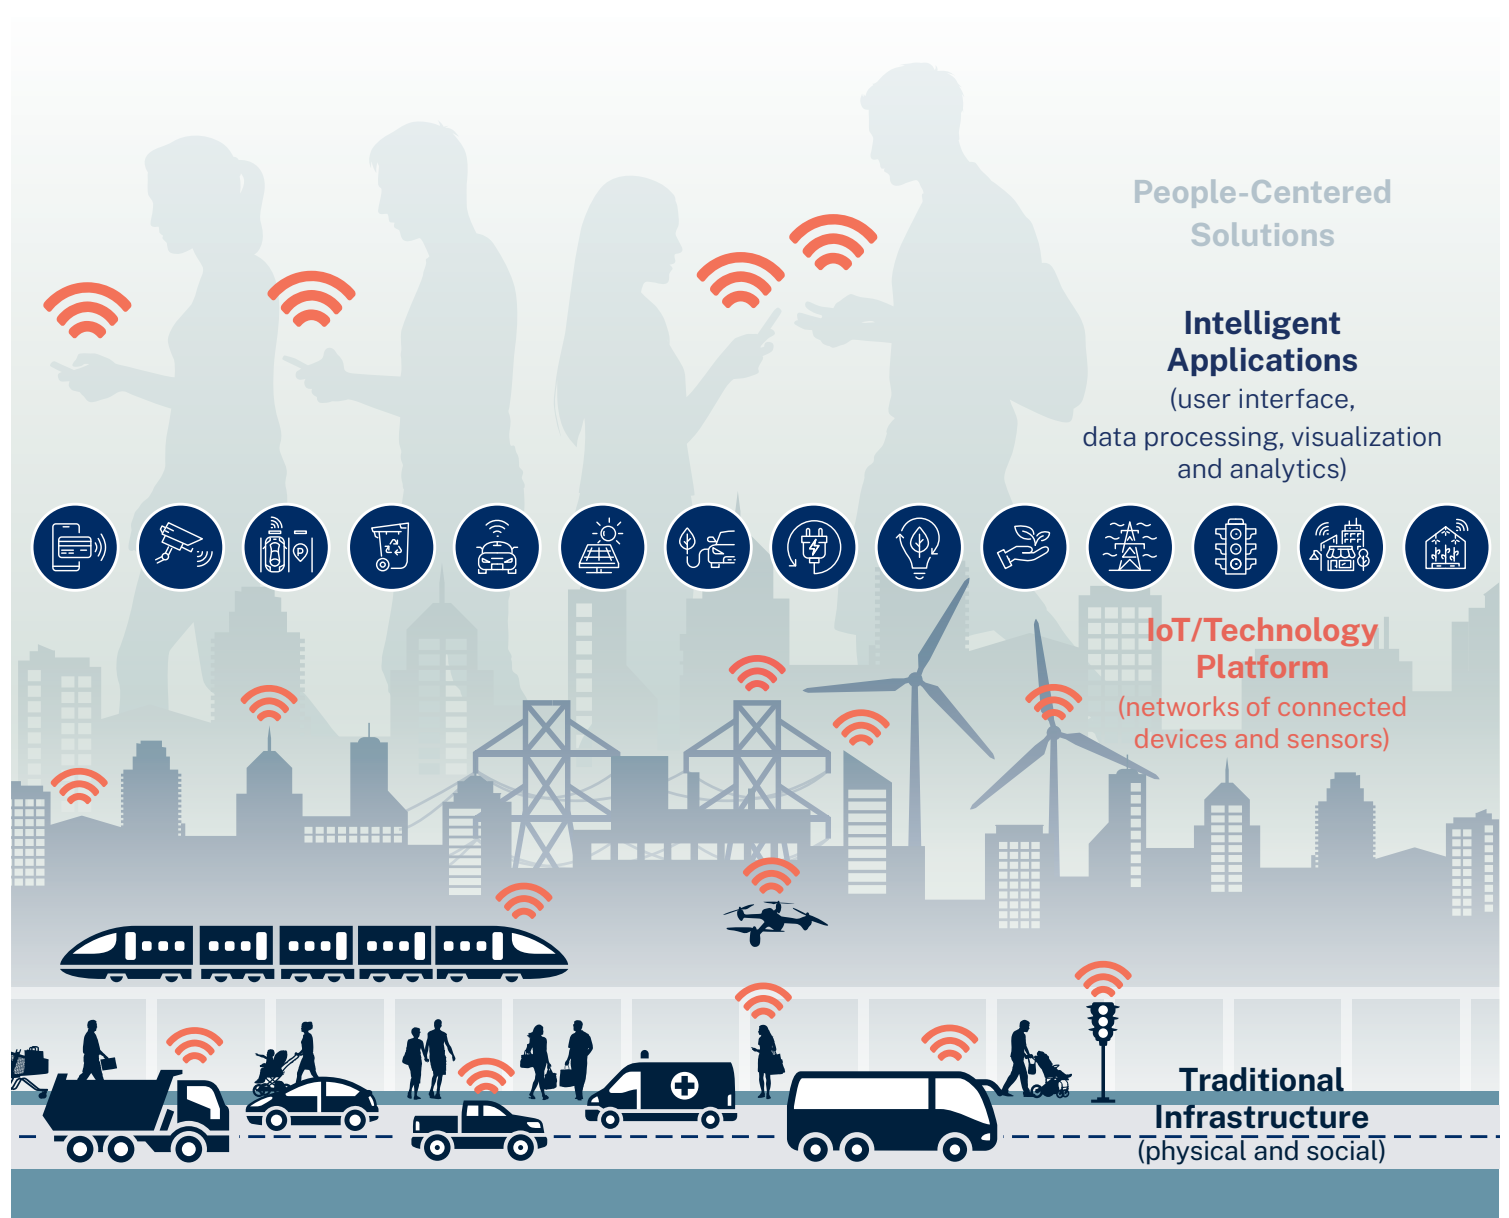 People-Centered
Solutions
Intelligent
Applications
(user interface,
data processing, visualization
and analytics)
IoT/Technology
Platform
(networks of connected
devices and sensors)
Traditional
Infrastructure
(physical and social)